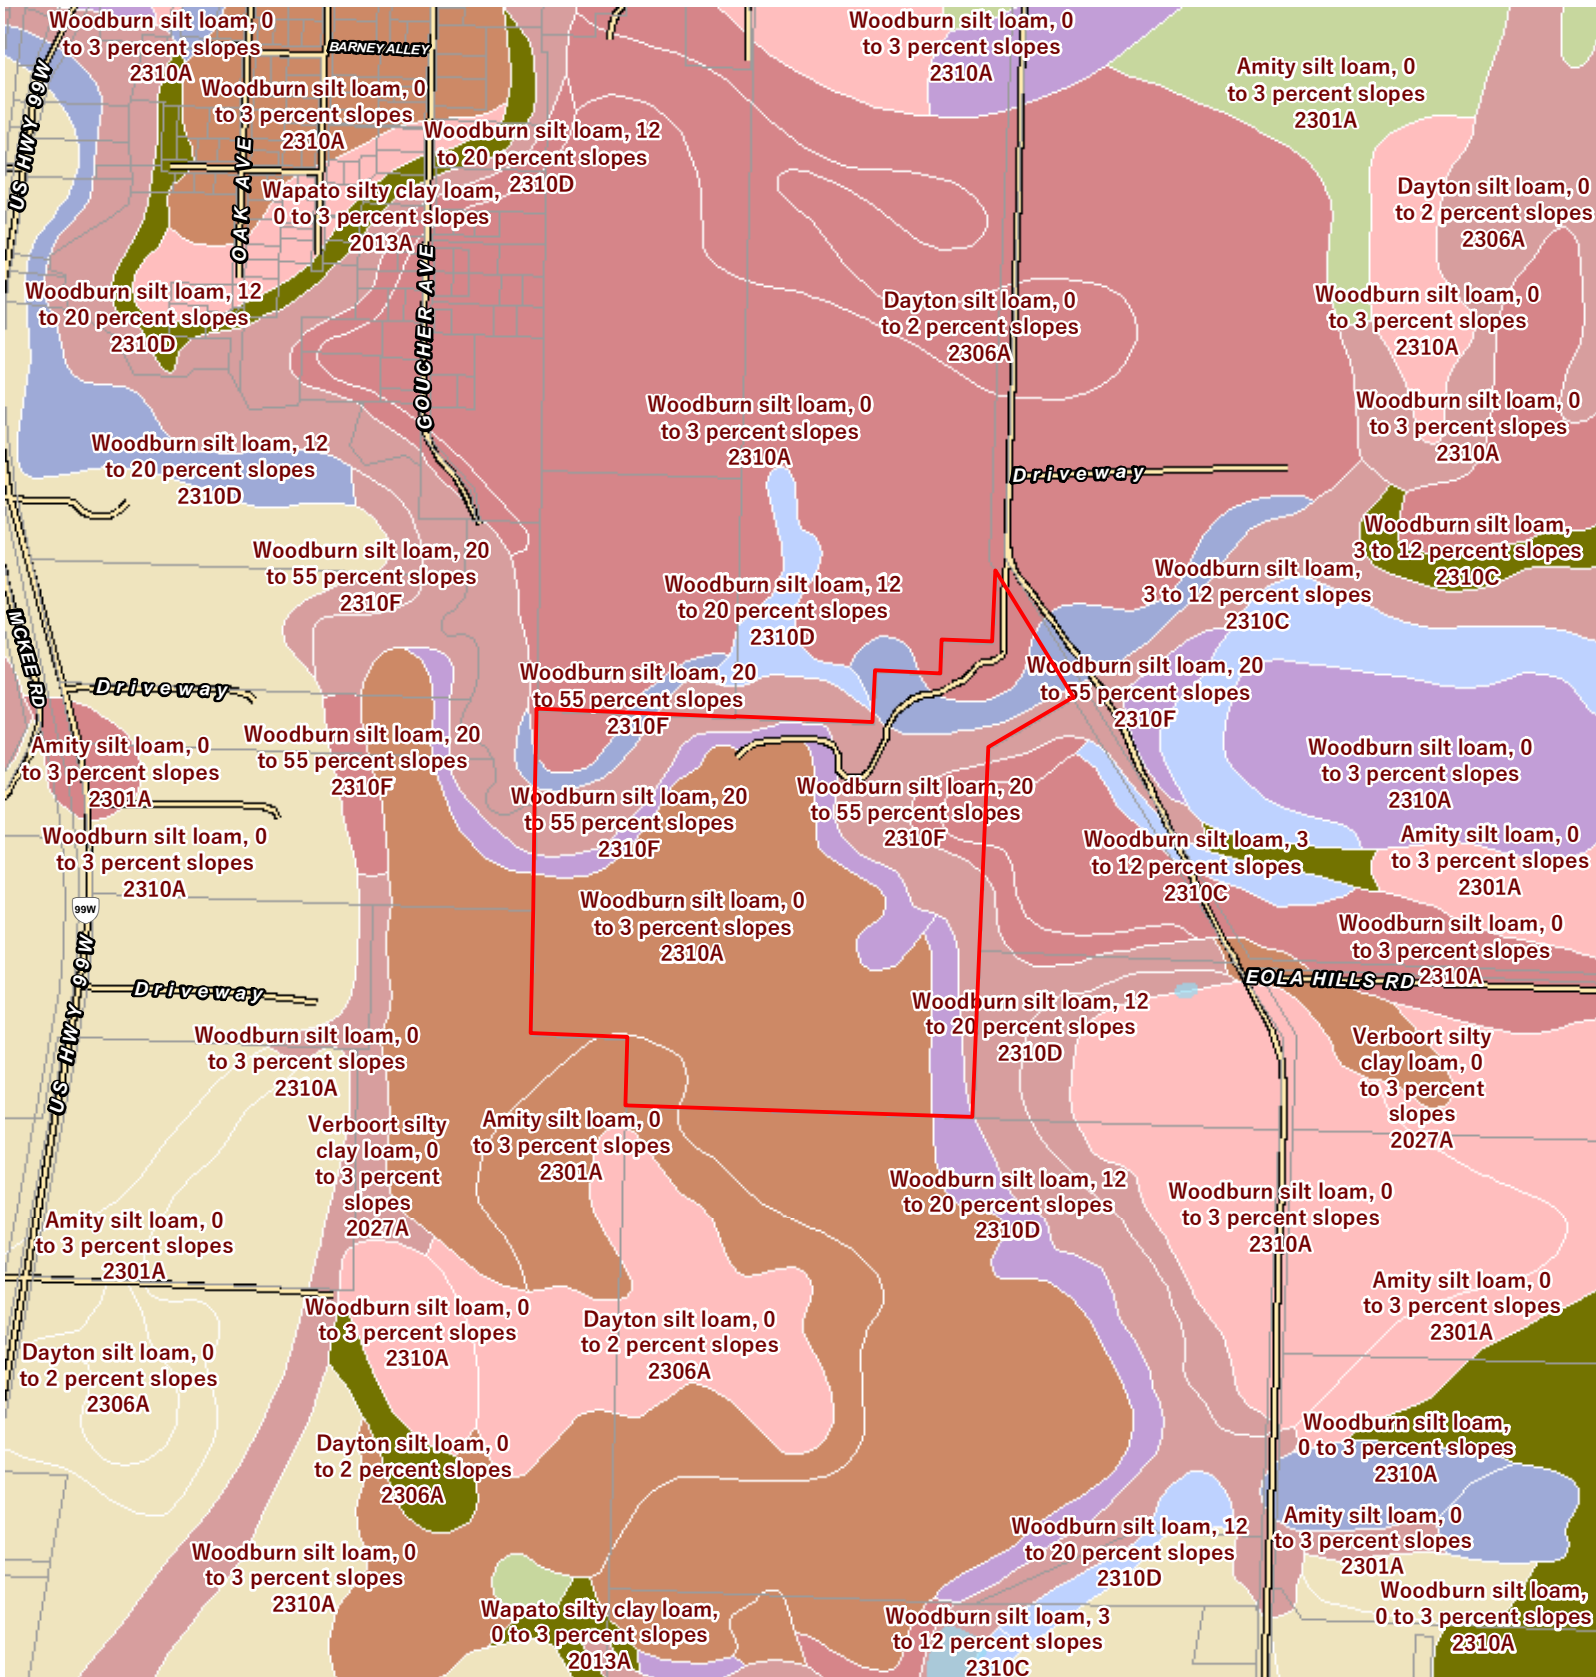 Woodburn silt loam, 0
to 3 percent slopes
2310A
BARNEY ALLEY
Woodburn silt loam, 0
to 3 percent slopes
2310A
Woodburn silt loam, 0
to 3 percent slopes
2310A
Amity silt loam, 0
to 3 percent slopes
2301A
US HWY 99W
OAK AVE
Woodburn silt loam, 12
to 20 percent slopes
2310D
Wapato silty clay loam,
0 to 3 percent slopes
2013A
Dayton silt loam, 0
to 2 percent slopes
2306A
GOUCHER AVE
Woodburn silt loam, 12
to 20 percent slopes
2310D
Dayton silt loam, 0
to 2 percent slopes
2306A
Woodburn silt loam, 0
to 3 percent slopes
2310A
Woodburn silt loam, 0
to 3 percent slopes
2310A
Woodburn silt loam, 0
to 3 percent slopes
2310A
Woodburn silt loam, 12
to 20 percent slopes
2310D
Driveway
Woodburn silt loam, 20
to 55 percent slopes
2310F
Woodburn silt loam,
3 to 12 percent slopes
2310C
Woodburn silt loam, 12
to 20 percent slopes
2310D
Woodburn silt loam,
3 to 12 percent slopes
2310C
MCKEE RD
Driveway
Woodburn silt loam, 20
to 55 percent slopes
2310F
Woodburn silt loam, 20
to 55 percent slopes
2310F
Amity silt loam, 0
to 3 percent slopes
2301A
Woodburn silt loam, 20
to 55 percent slopes
2310F
Woodburn silt loam, 0
to 3 percent slopes
2310A
Woodburn silt loam, 20
to 55 percent slopes
2310F
Woodburn silt loam, 20
to 55 percent slopes
2310F
Woodburn silt loam, 0
to 3 percent slopes
2310A
Woodburn silt loam, 3
to 12 percent slopes
2310C
Amity silt loam, 0
to 3 percent slopes
2301A
99W
US HWY 99W
Woodburn silt loam, 0
to 3 percent slopes
2310A
Woodburn silt loam, 0
to 3 percent slopes
2310A
EOLA HILLS RD
Driveway
Woodburn silt loam, 12
to 20 percent slopes
2310D
Woodburn silt loam, 0
to 3 percent slopes
2310A
Verboort silty
clay loam, 0
to 3 percent
slopes
2027A
Verboort silty
clay loam, 0
to 3 percent
slopes
2027A
Amity silt loam, 0
to 3 percent slopes
2301A
Woodburn silt loam, 12
to 20 percent slopes
2310D
Woodburn silt loam, 0
to 3 percent slopes
2310A
Amity silt loam, 0
to 3 percent slopes
2301A
Amity silt loam, 0
to 3 percent slopes
2301A
Woodburn silt loam, 0
to 3 percent slopes
2310A
Dayton silt loam, 0
to 2 percent slopes
2306A
Dayton silt loam, 0
to 2 percent slopes
2306A
Woodburn silt loam,
0 to 3 percent slopes
2310A
Dayton silt loam, 0
to 2 percent slopes
2306A
Amity silt loam, 0
to 3 percent slopes
2301A
Woodburn silt loam, 12
to 20 percent slopes
2310D
Woodburn silt loam, 0
to 3 percent slopes
2310A
Woodburn silt loam,
0 to 3 percent slopes
2310A
Wapato silty clay loam,
0 to 3 percent slopes
2013A
Woodburn silt loam, 3
to 12 percent slopes
2310C